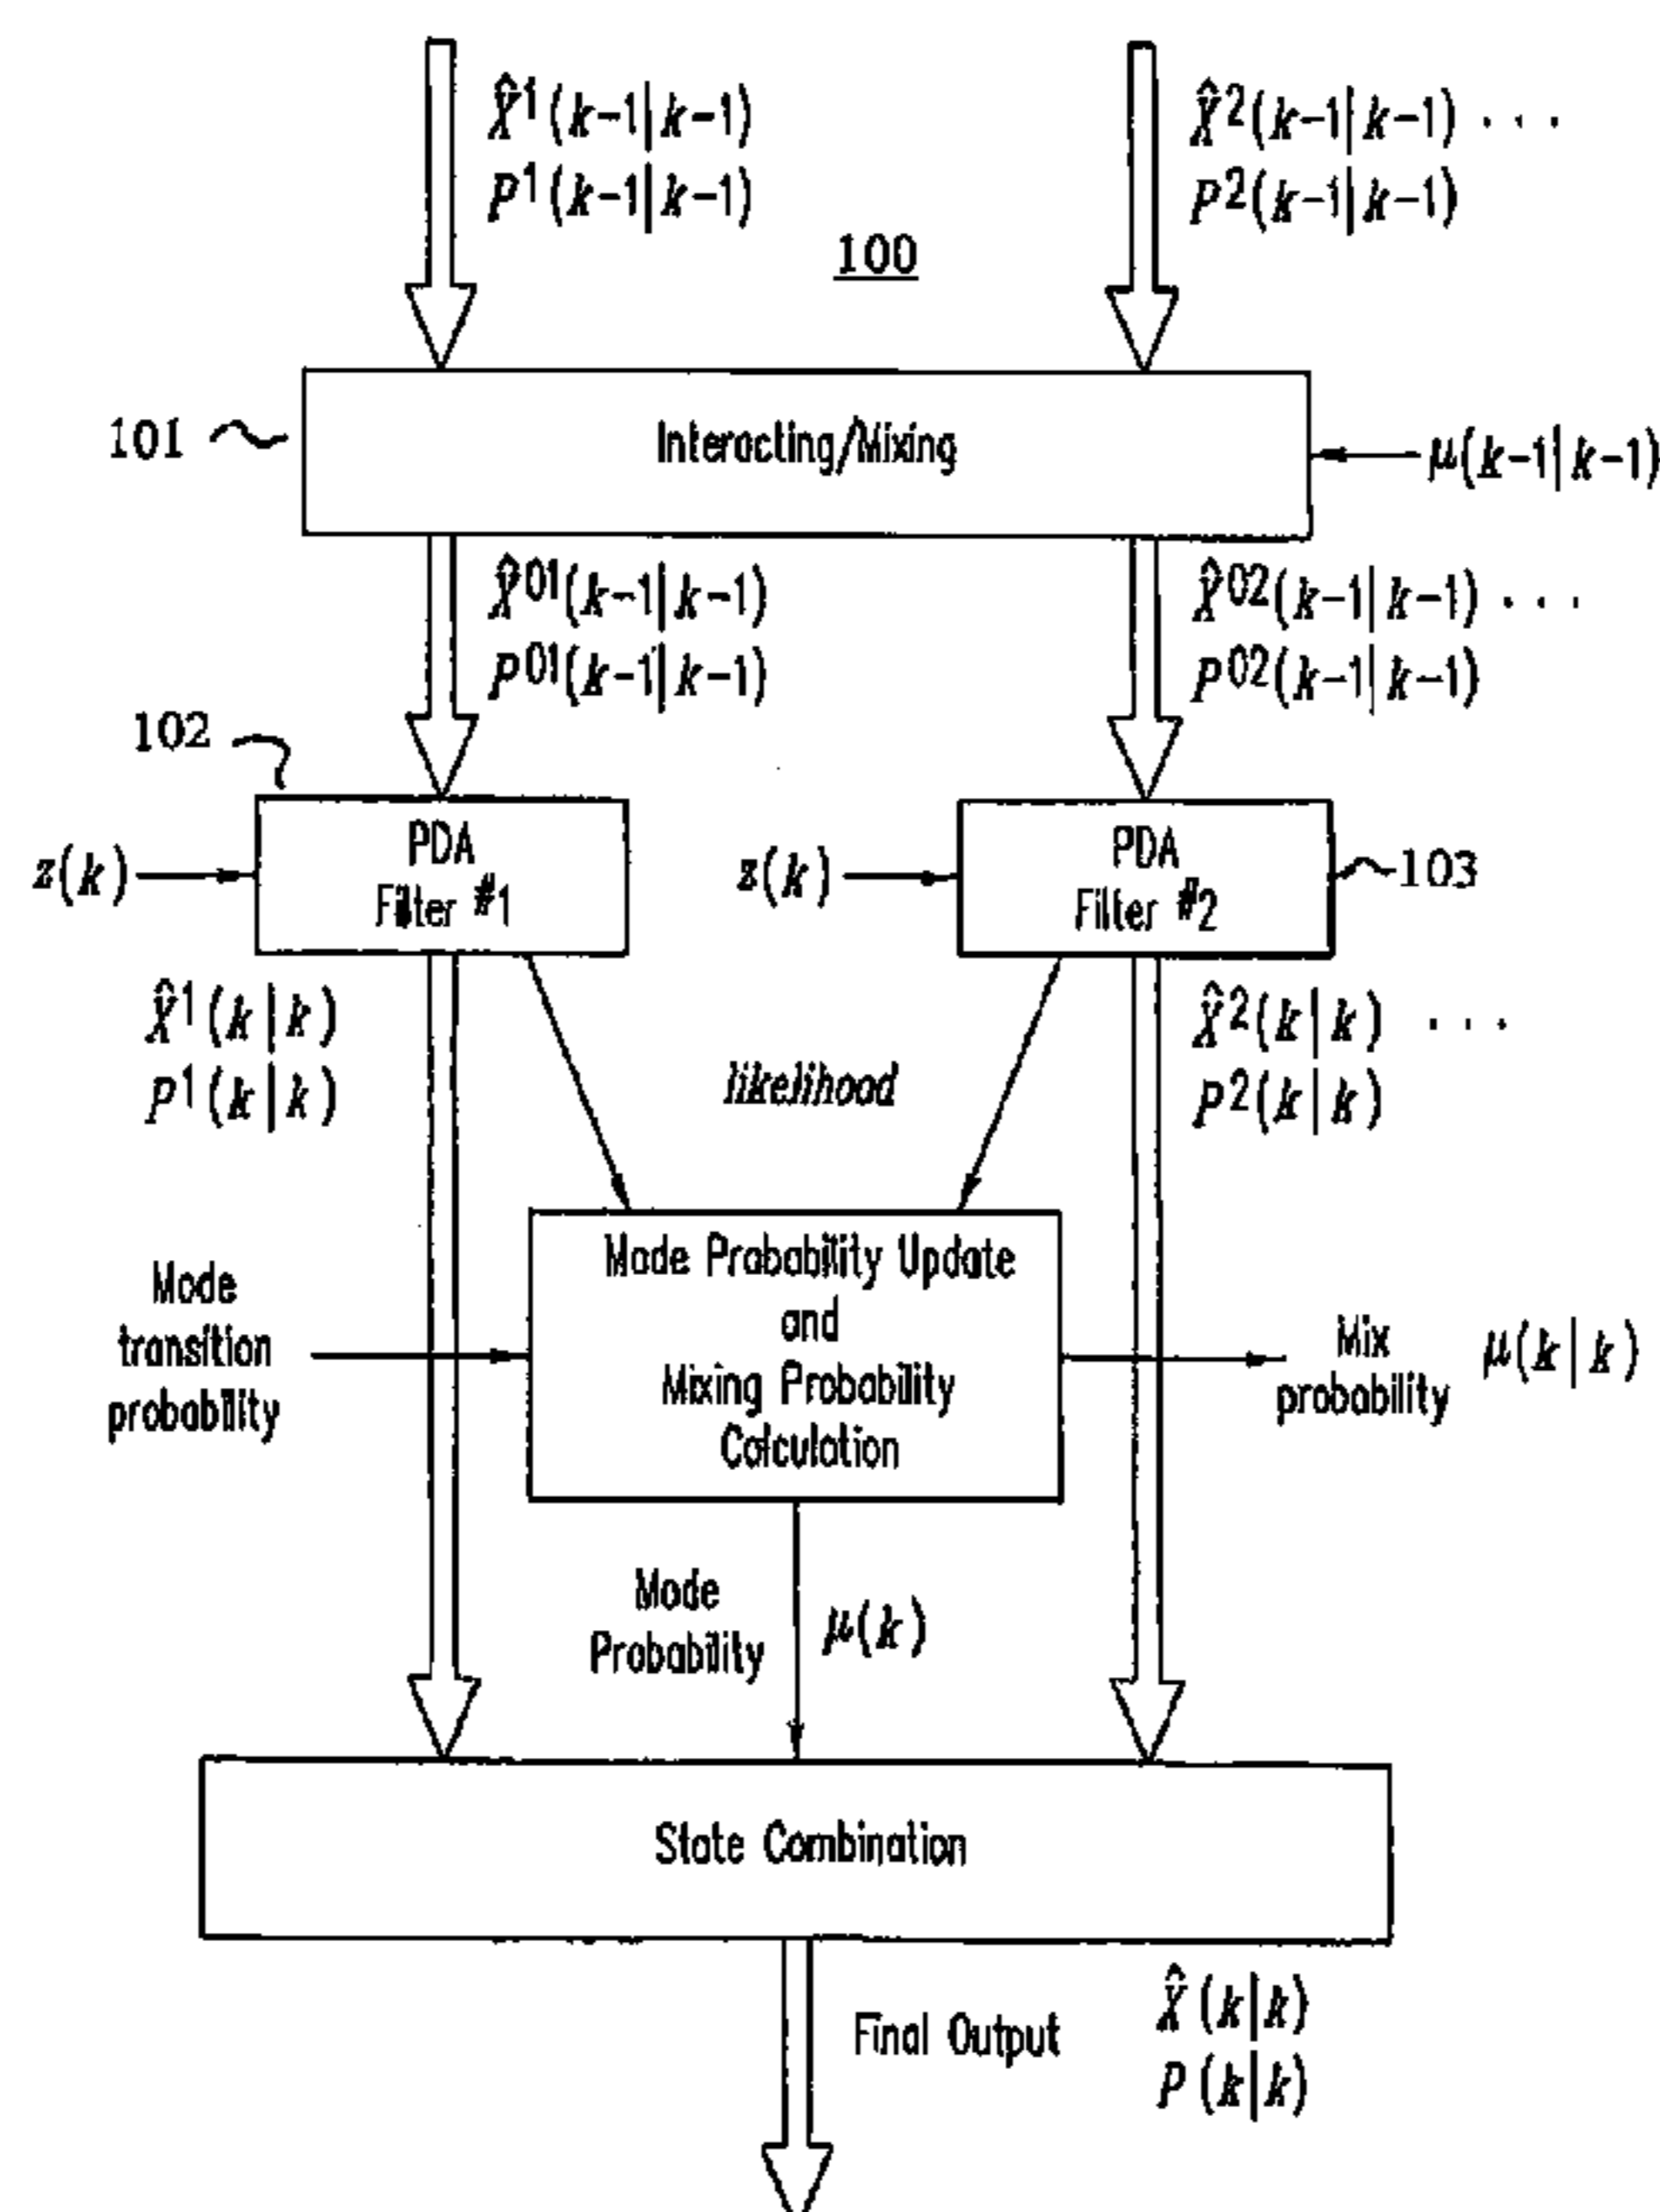 X̂¹(k-1|k-1)
P¹(k-1|k-1)
X̂²(k-1|k-1) · · ·
P²(k-1|k-1)
100
101
Interacting/Mixing
μ(k-1|k-1)
X̂⁰¹(k-1|k-1)
P⁰¹(k-1|k-1)
X̂⁰²(k-1|k-1) · · ·
P⁰²(k-1|k-1)
102
z(k)
PDA
Filter #1
z(k)
PDA
Filter #2
103
X̂¹(k|k)
P¹(k|k)
likelihood
X̂²(k|k) · · ·
P²(k|k)
Mode
transition
probability
Mode Probability Update
and
Mixing Probability
Calculation
Mix
probability
μ(k|k)
Mode
Probability
μ(k)
State Combination
Final Output
X̂(k|k)
P(k|k)